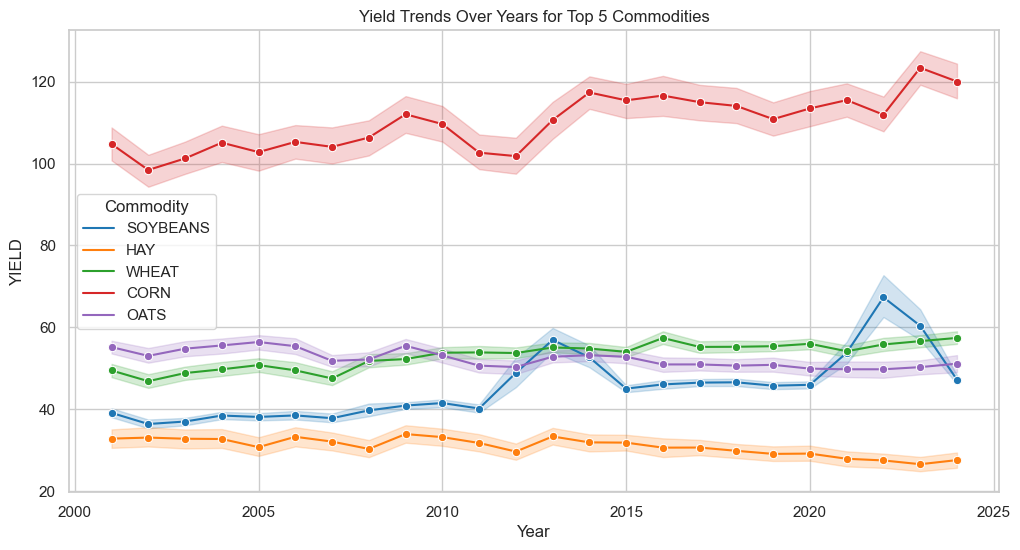 Yield Trends Over Years for Top 5 Commodities
YIELD
120
100
80
60
40
20
Commodity
SOYBEANS
HAY
WHEAT
CORN
OATS
2000
2005
2010
2015
2020
2025
Year